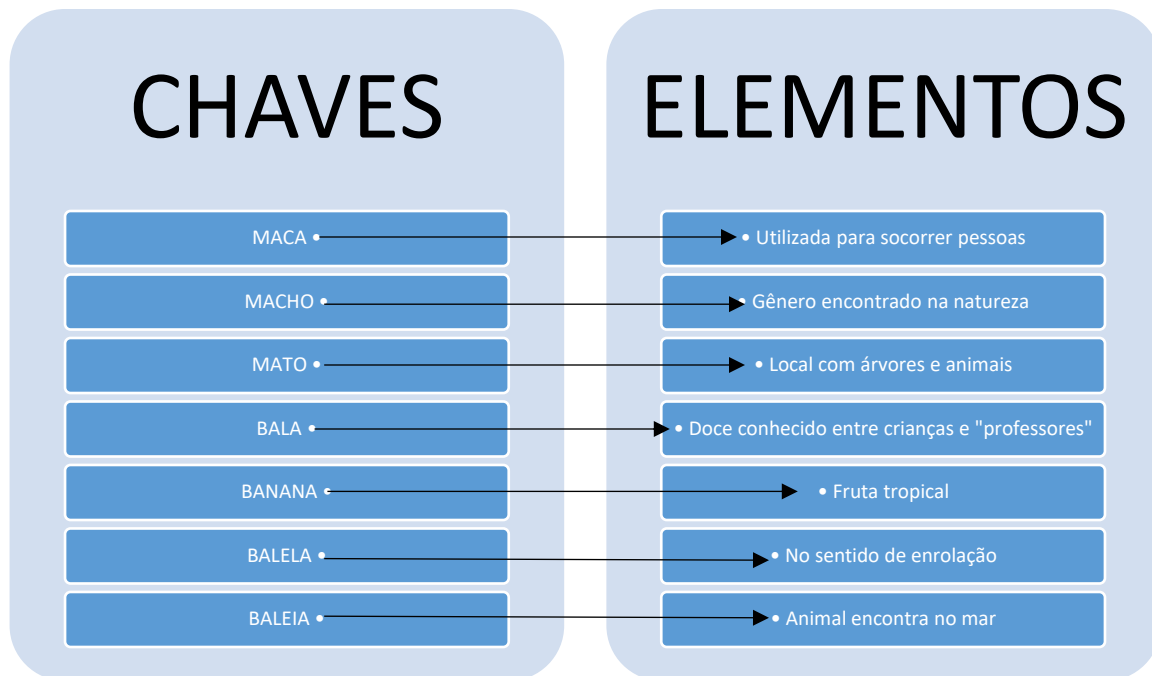 CHAVES
MACA •
MACHO •
MATO •
BALA •
BANANA •
BALELA •
BALEIA •
ELEMENTOS
• Utilizada para socorrer pessoas
• Gênero encontrado na natureza
• Local com árvores e animais
• Doce conhecido entre crianças e "professores"
• Fruta tropical
• No sentido de enrolação
• Animal encontra no mar